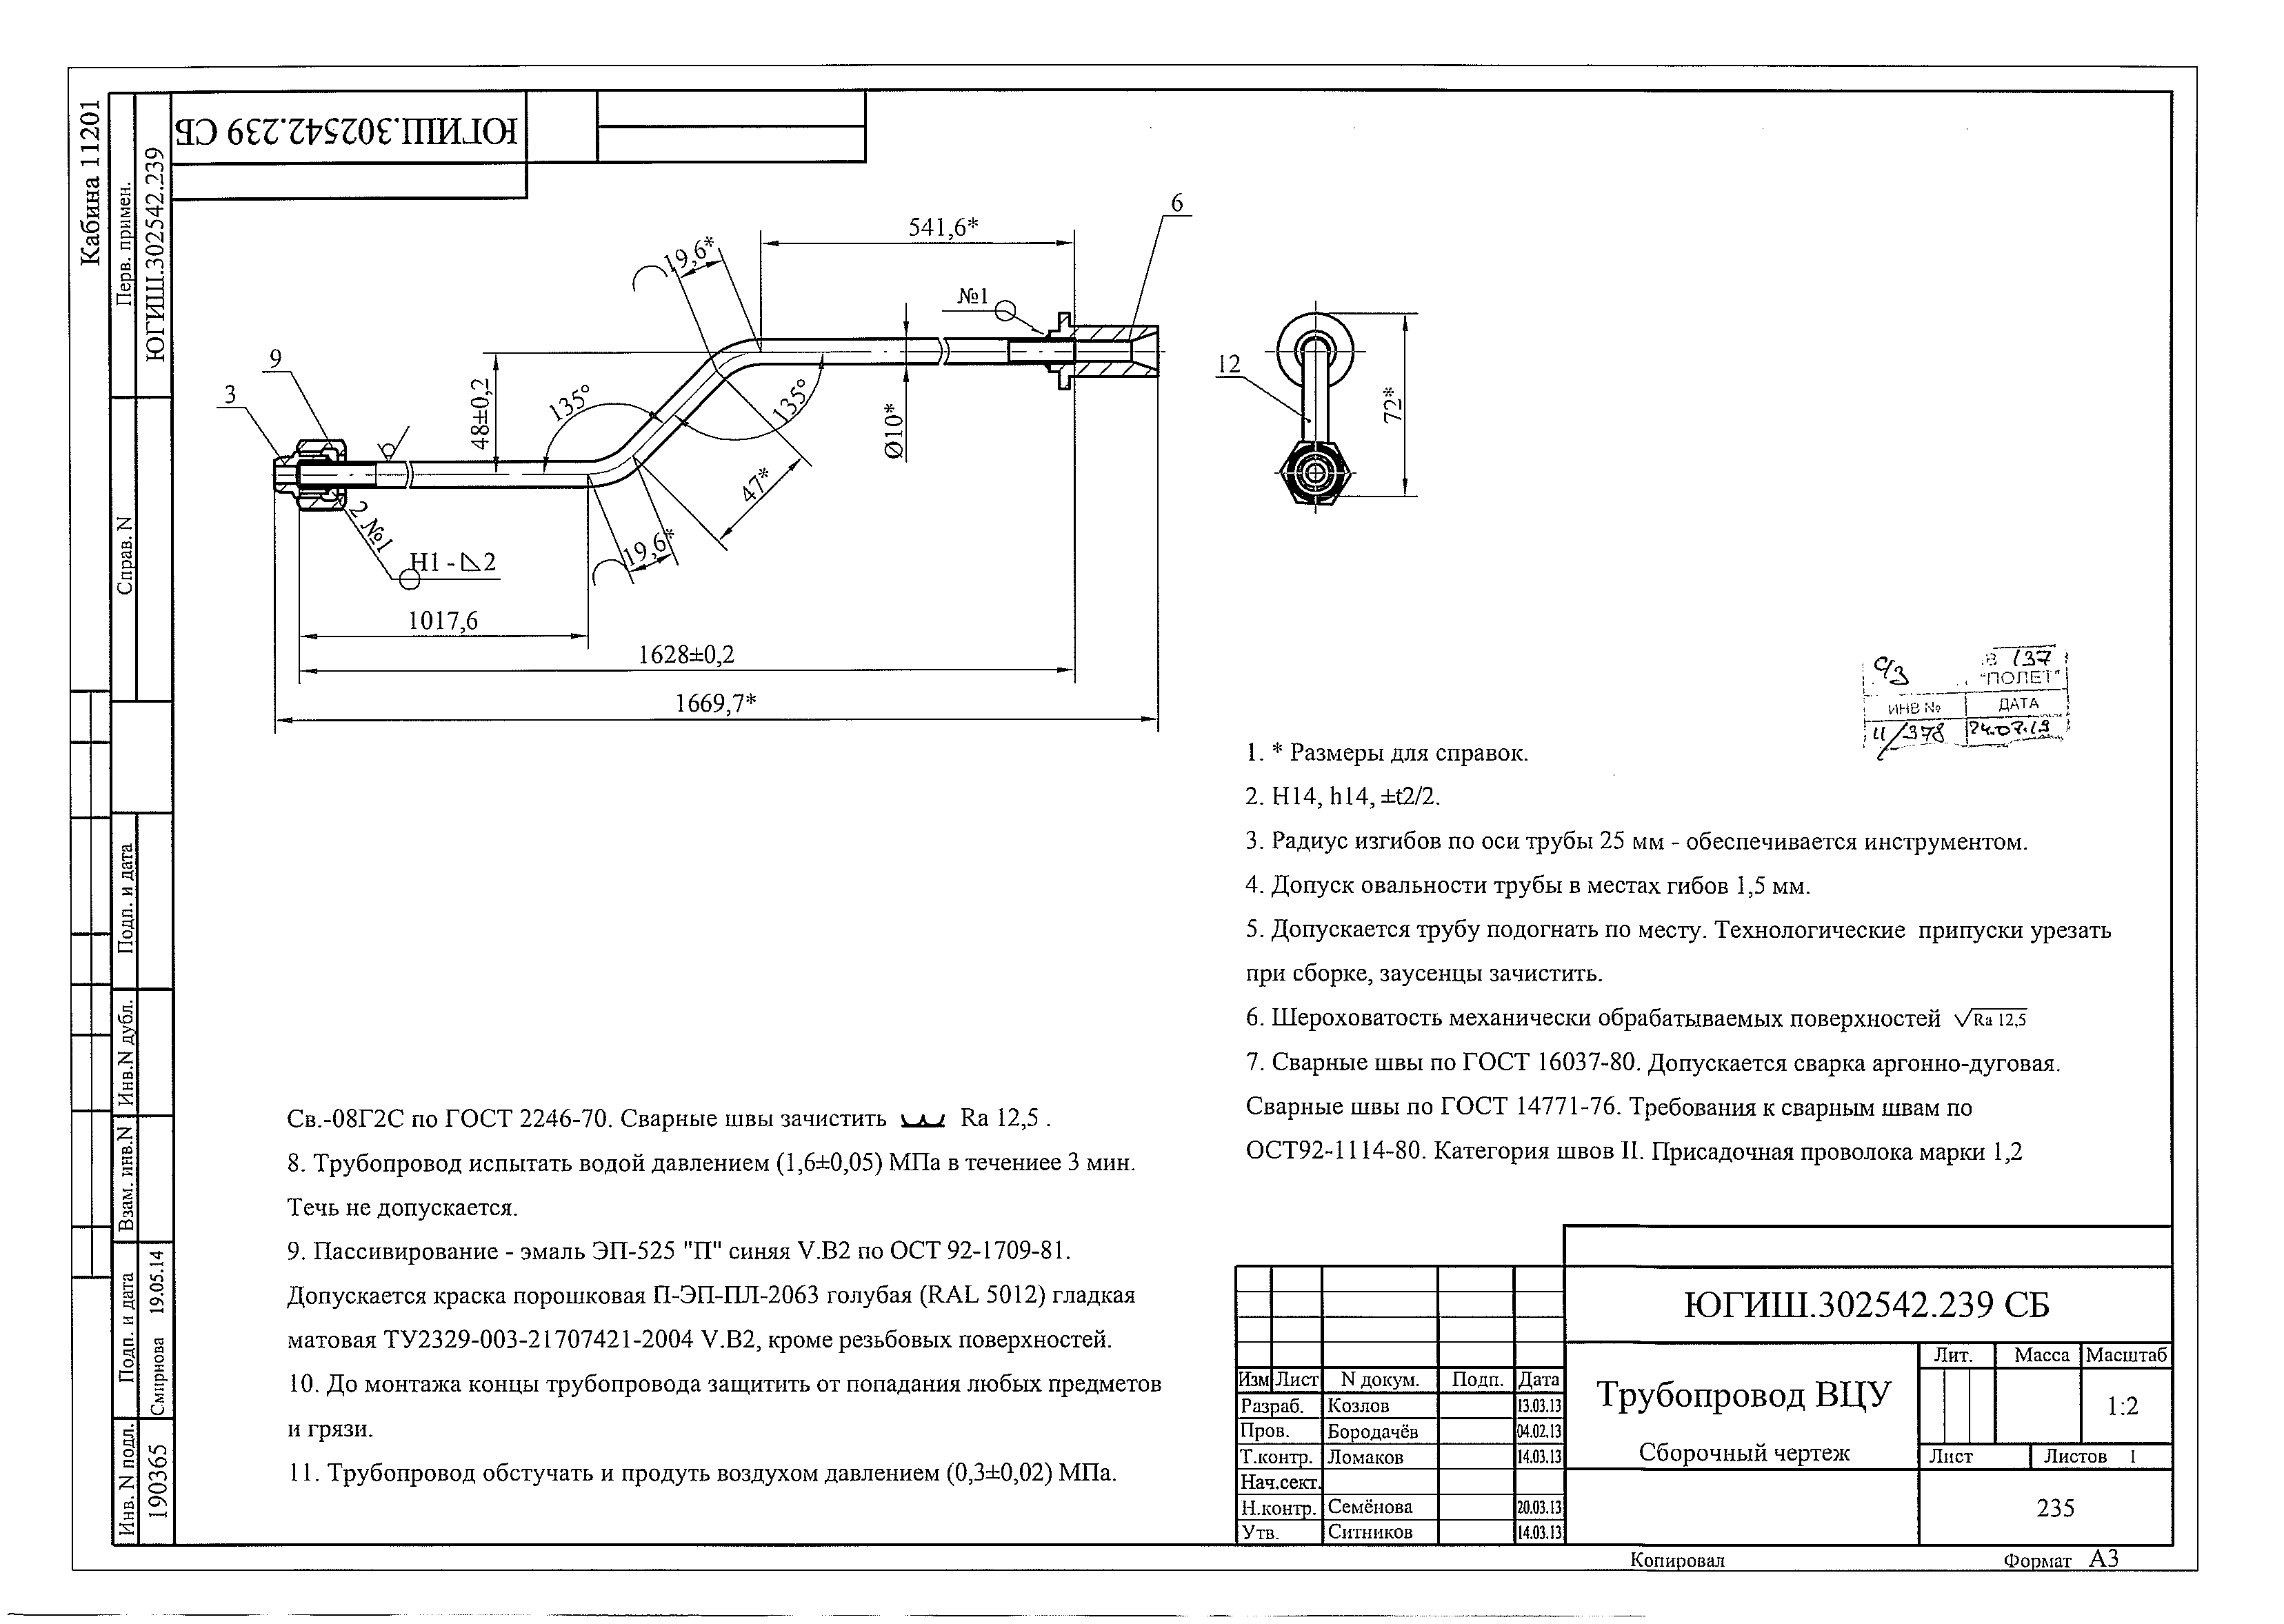 Кабина 11201
Перв. примен.
ЮГИШ.302542.239
ЮГИШ.302542.239 СБ
Справ. N
Подп. и дата
Инв.N дубл.
Взам. инв.N
Подп. и дата
Смирнова 19.05.14
Инв. N подл.
190365
541,6*
6
19,6*
№1
9
3
48±0,2
135°
135°
Ø10*
12
72*
47*
2 №1
Н1 - ⊿2
19,6*
1017,6
1628±0,2
1669,7*
с/з
в 137
"ПОЛЕТ"
ИНВ № ДАТА
11/378 24.07.19
1. * Размеры для справок.
2. Н14, h14, ±t2/2.
3. Радиус изгибов по оси трубы 25 мм - обеспечивается инструментом.
4. Допуск овальности трубы в местах гибов 1,5 мм.
5. Допускается трубу подогнать по месту. Технологические припуски урезать
при сборке, заусенцы зачистить.
6. Шероховатость механически обрабатываемых поверхностей √Ra 12,5
7. Сварные швы по ГОСТ 16037-80. Допускается сварка аргонно-дуговая.
Сварные швы по ГОСТ 14771-76. Требования к сварным швам по
ОСТ92-1114-80. Категория швов II. Присадочная проволока марки 1,2
Св.-08Г2С по ГОСТ 2246-70. Сварные швы зачистить Ra 12,5 .
8. Трубопровод испытать водой давлением (1,6±0,05) МПа в течениее 3 мин.
Течь не допускается.
9. Пассивирование - эмаль ЭП-525 "П" синяя V.В2 по ОСТ 92-1709-81.
Допускается краска порошковая П-ЭП-ПЛ-2063 голубая (RAL 5012) гладкая
матовая ТУ2329-003-21707421-2004 V.В2, кроме резьбовых поверхностей.
10. До монтажа концы трубопровода защитить от попадания любых предметов
и грязи.
11. Трубопровод обстучать и продуть воздухом давлением (0,3±0,02) МПа.
ЮГИШ.302542.239 СБ
Изм Лист N докум. Подп. Дата
Разраб. Козлов 13.03.13
Пров. Бородачёв 04.02.13
Т.контр. Ломаков 14.03.13
Нач.сект.
Н.контр. Семёнова 20.03.13
Утв. Ситников 14.03.13
Трубопровод ВЦУ
Сборочный чертеж
Лит. Масса Масштаб
1:2
Лист Листов 1
235
Копировал Формат А3